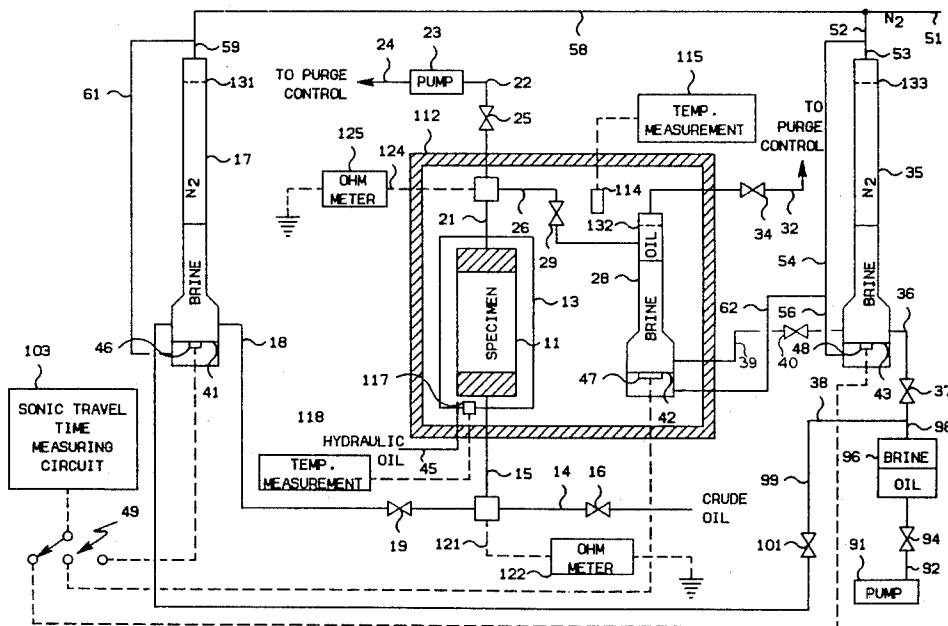 58
52
N2
51
59
53
23
24
PUMP
22
TO PURGE
CONTROL
25
115
TEMP.
MEASUREMENT
TO
PURGE
CONTROL
131
133
61
17
N2
BRINE
125
OHM
METER
124
112
114
21
26
29
132
OIL
28
BRINE
34
32
35
N2
BRINE
54
56
62
36
13
SPECIMEN
11
18
46
41
39
40
48
43
37
38
47
42
98
103
SONIC TRAVEL
TIME
MEASURING
CIRCUIT
117
118
TEMP.
MEASUREMENT
HYDRAULIC
OIL
45
15
14
16
CRUDE
OIL
99
96
BRINE
OIL
49
19
121
122
OHM
METER
101
94
91
92
PUMP